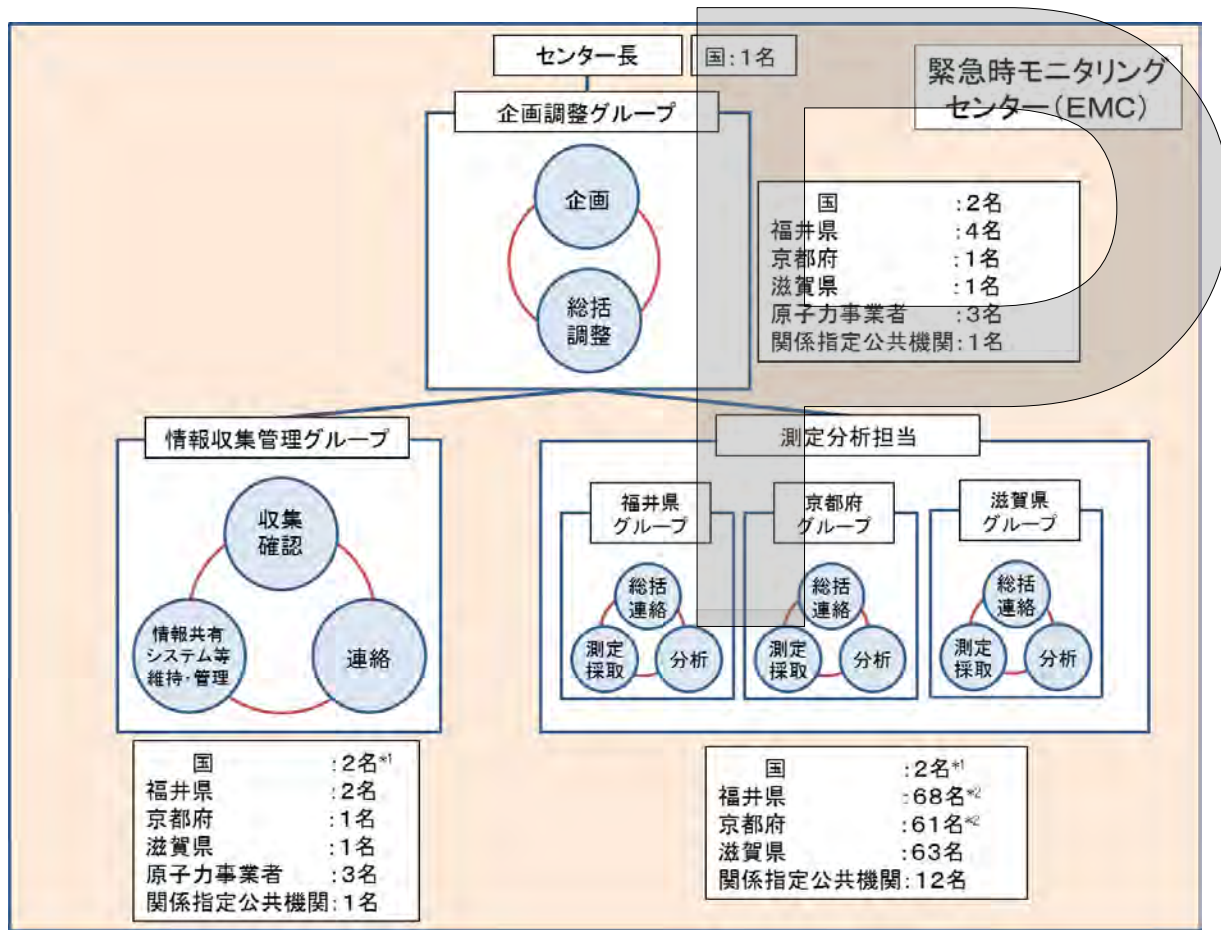 センター長
国:1名
緊急時モニタリング
センター(EMC)
企画調整グループ
企画
総括
調整
国 :2名
福井県 :4名
京都府 :1名
滋賀県 :1名
原子力事業者 :3名
関係指定公共機関:1名
情報収集管理グループ
収集
確認
情報共有
システム等
維持・管理
連絡
国 :2名*1
福井県 :2名
京都府 :1名
滋賀県 :1名
原子力事業者 :3名
関係指定公共機関:1名
測定分析担当
福井県
グループ
総括
連絡
測定
採取
分析
京都府
グループ
総括
連絡
測定
採取
分析
滋賀県
グループ
総括
連絡
測定
採取
分析
国 :2名*1
福井県 :68名*2
京都府 :61名*2
滋賀県 :63名
関係指定公共機関:12名